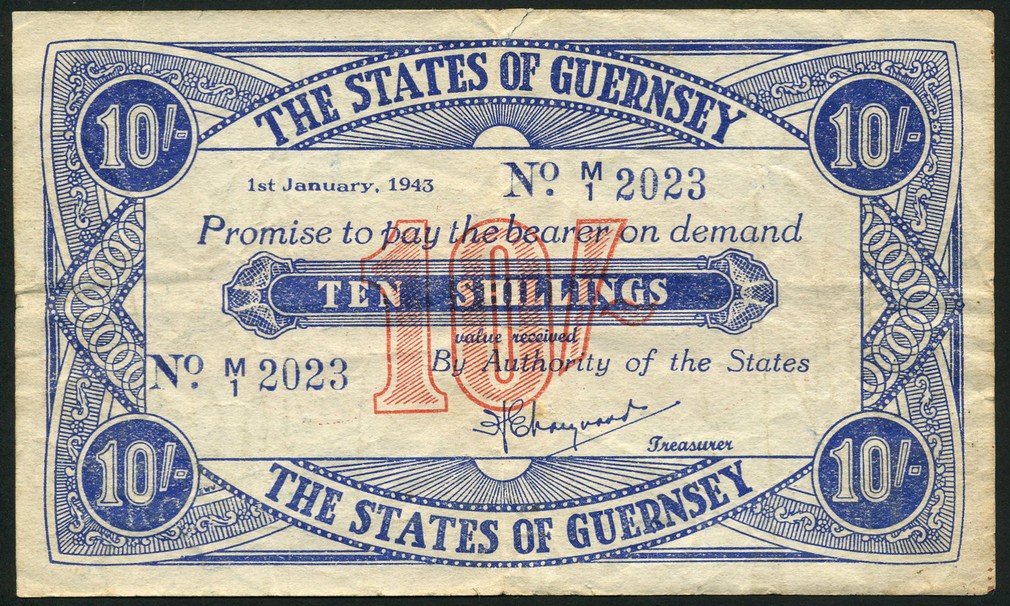 THE STATES OF GUERNSEY
10/- 10/-
1st January, 1943 No. M/1 2023
Promise to pay the bearer on demand
10/-
TEN SHILLINGS
value received
No. M/1 2023 By Authority of the States
Treasurer
10/- 10/-
THE STATES OF GUERNSEY